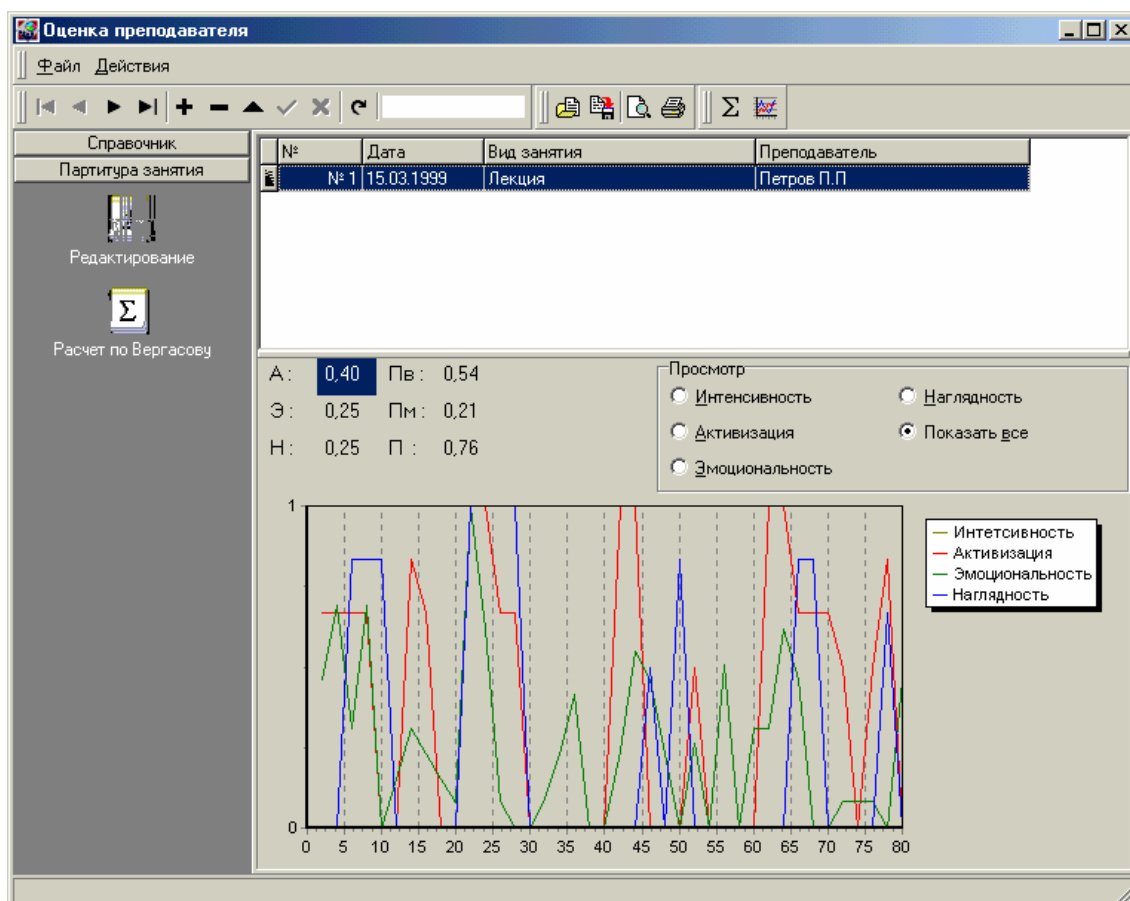 Оценка преподавателя
Файл Действия
Σ
Справочник
Партитура занятия
Редактирование
Σ
Расчет по Вергасову
№ Дата Вид занятия Преподаватель
№ 1 15.03.1999 Лекция Петров П.П
А: 0,40 Пв: 0,54
Э: 0,25 Пм: 0,21
Н: 0,25 П: 0,76
Просмотр
Интенсивность Наглядность
Активизация Показать все
Эмоциональность
1
0
0 5 10 15 20 25 30 35 40 45 50 55 60 65 70 75 80
Интетсивность
Активизация
Эмоциональность
Наглядность